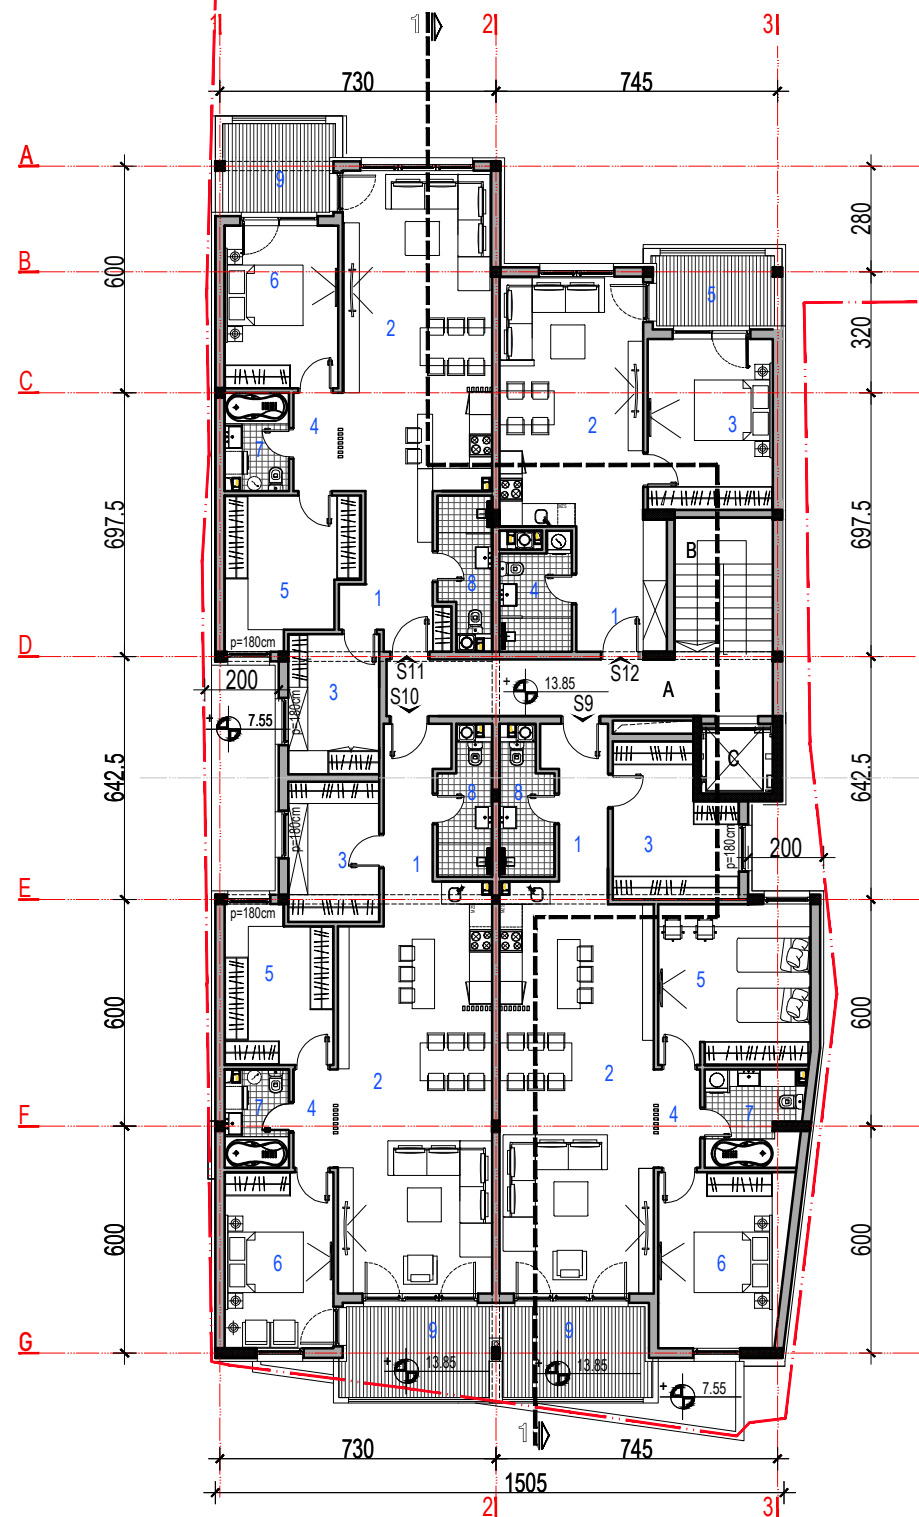 1 1 2 3
730 745
A
9
280
B
600
6 5
2
320
C
4 2 3
7
697.5 697.5
B
5 1 8 4 1
D p=180cm
S11 S12
200 3 S10 13.85 S9 A
p=180cm
7.55
C
642.5 8 8 642.5
p=180cm p=180cm
3 1 1 3 200
E
p=180cm
5 5
600 600
2 2
F 7 4 4 7
600 6 6 600
9 9
G 13.85 13.85
7.55
1
730 745
1505
2 3